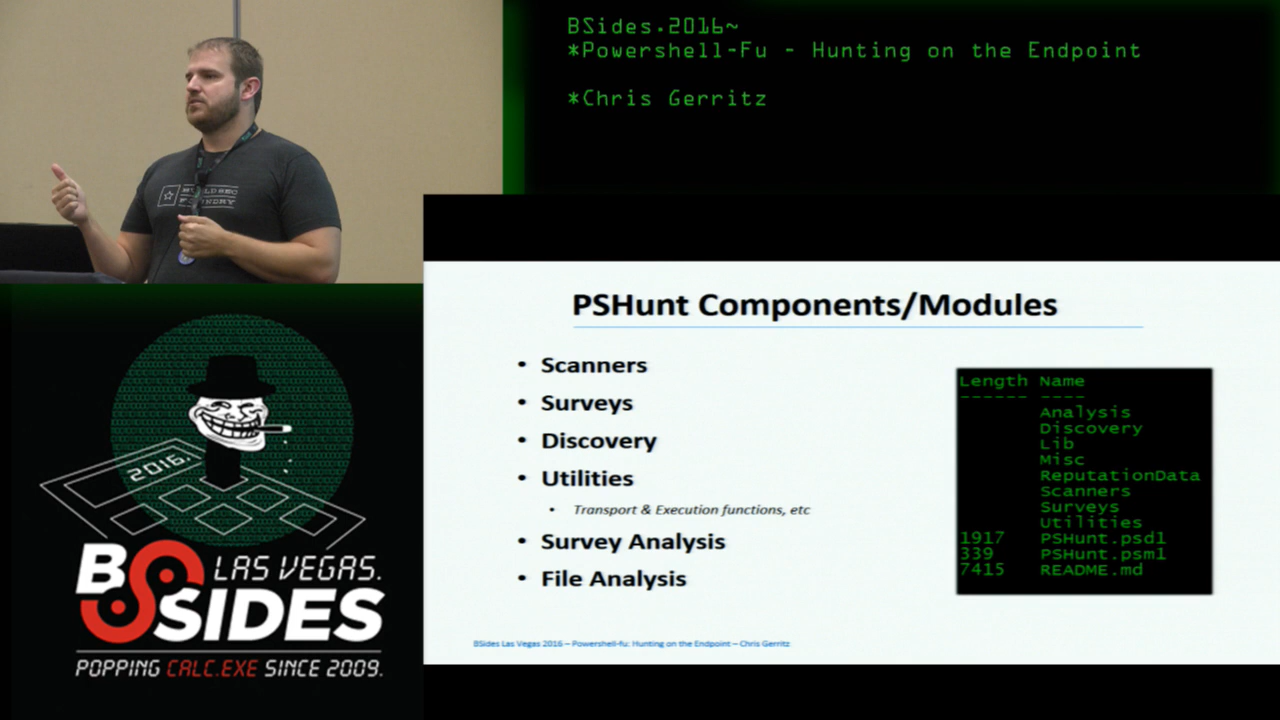 BSides.2016~
*Powershell-Fu - Hunting on the Endpoint
*Chris Gerritz
BUILDSEC
FOUNDRY
PSHunt Components/Modules
• Scanners
• Surveys
• Discovery
• Utilities
• Transport & Execution functions, etc
• Survey Analysis
• File Analysis
Length Name
------ ----
Analysis
Discovery
Lib
Misc
ReputationData
Scanners
Surveys
Utilities
1917 PSHunt.psd1
339 PSHunt.psm1
7415 README.md
BSides Las Vegas 2016 – Powershell-fu: Hunting on the Endpoint – Chris Gerritz
2016.
BSIDES
LAS VEGAS.
POPPING CALC.EXE SINCE 2009.